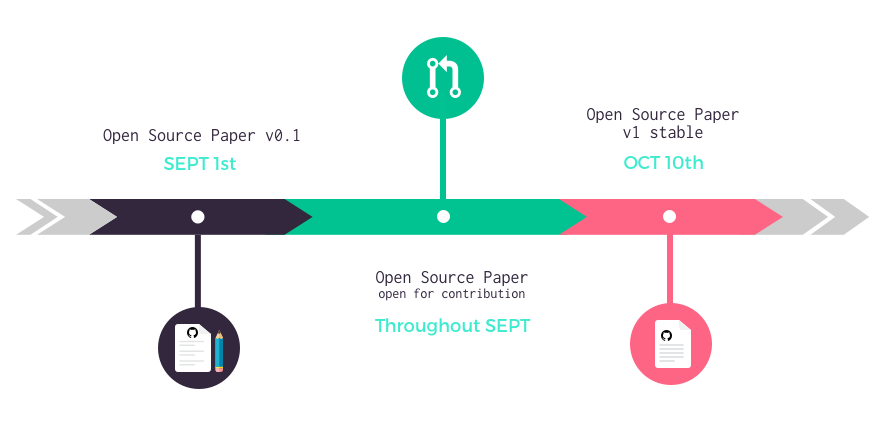 Open Source Paper v0.1
SEPT 1st
Open Source Paper
open for contribution
Throughout SEPT
Open Source Paper
v1 stable
OCT 10th